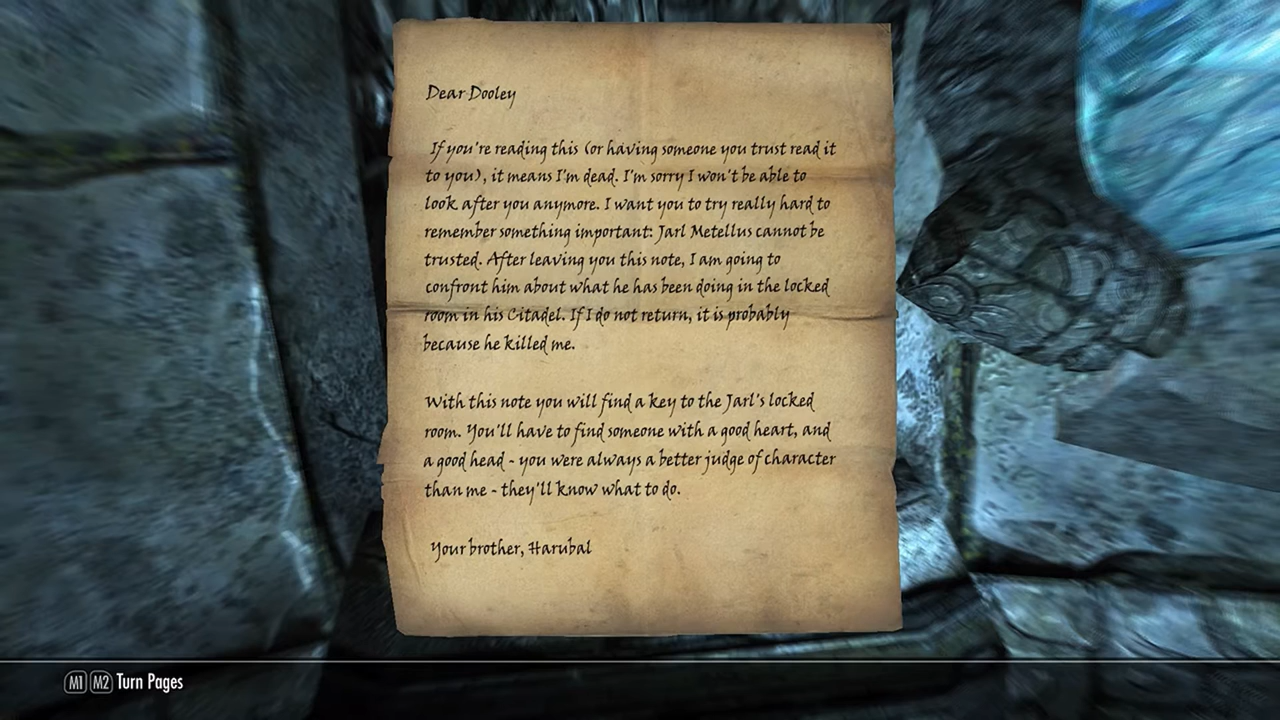 Dear Dooley
If you're reading this (or having someone you trust read it
to you), it means I'm dead. I'm sorry I won't be able to
look after you anymore. I want you to try really hard to
remember something important: Jarl Metellus cannot be
trusted. After leaving you this note, I am going to
confront him about what he has been doing in the locked
room in his Citadel. If I do not return, it is probably
because he killed me.
With this note you will find a key to the Jarl's locked
room. You'll have to find someone with a good heart, and
a good head - you were always a better judge of character
than me - they'll know what to do.
Your brother, Harubal
M1 M2 Turn Pages